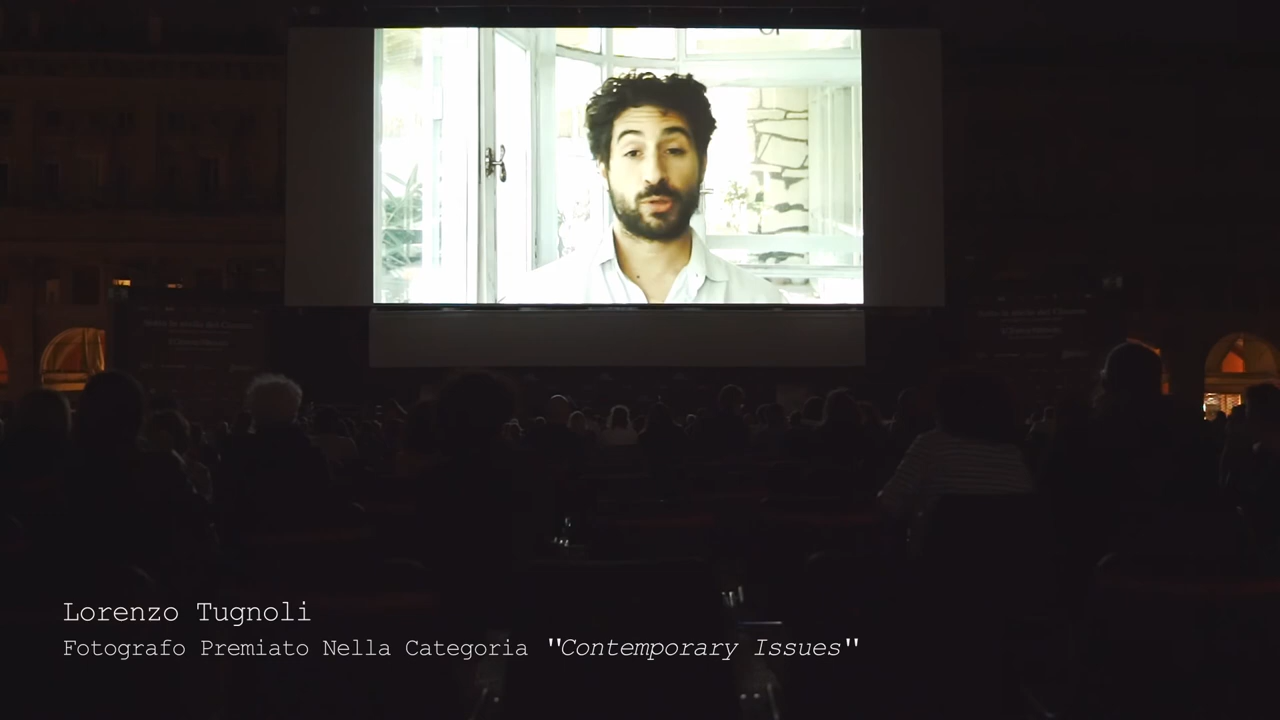 Lorenzo Tugnoli
Fotografo Premiato Nella Categoria "Contemporary Issues"